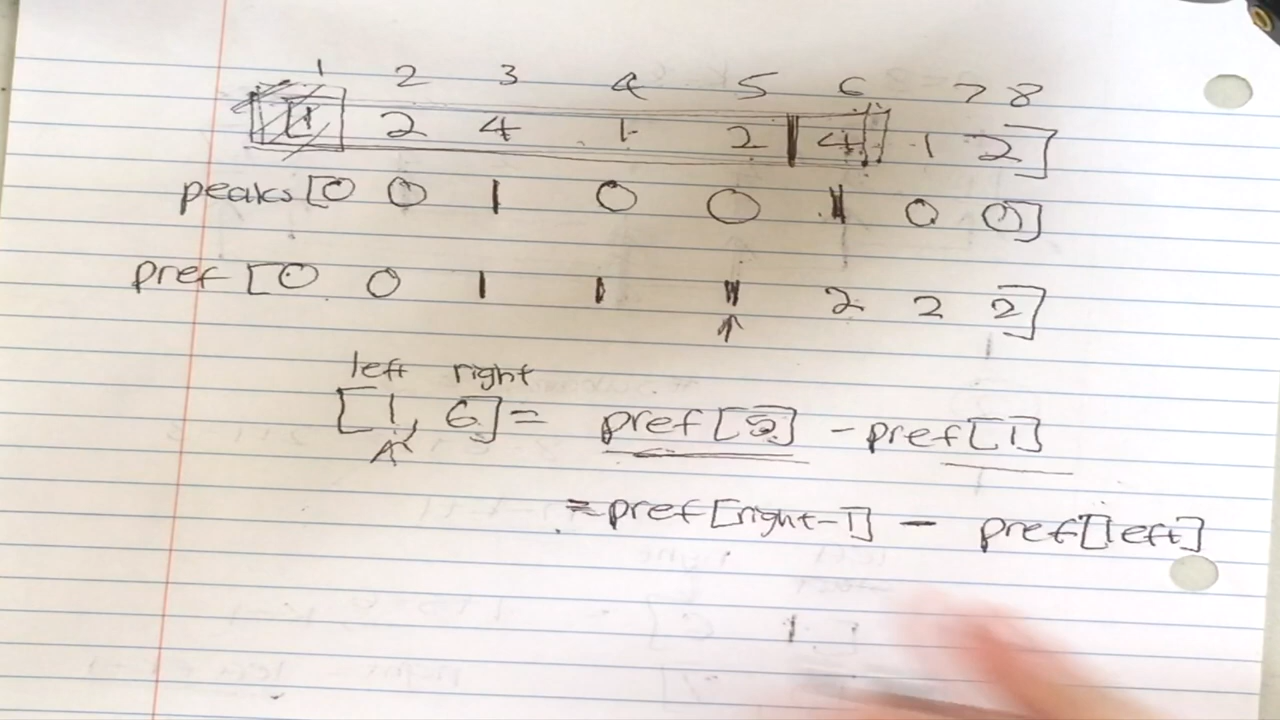 1 2 3 4 5 6 7 8
[1 2 4 1 2 4 1 2]
peaks [0 0 1 0 0 1 0 0]
pref [0 0 1 1 1 2 2 2]
left right
[1, 6] = pref[5] - pref[1]
= pref[right-1] - pref[left]